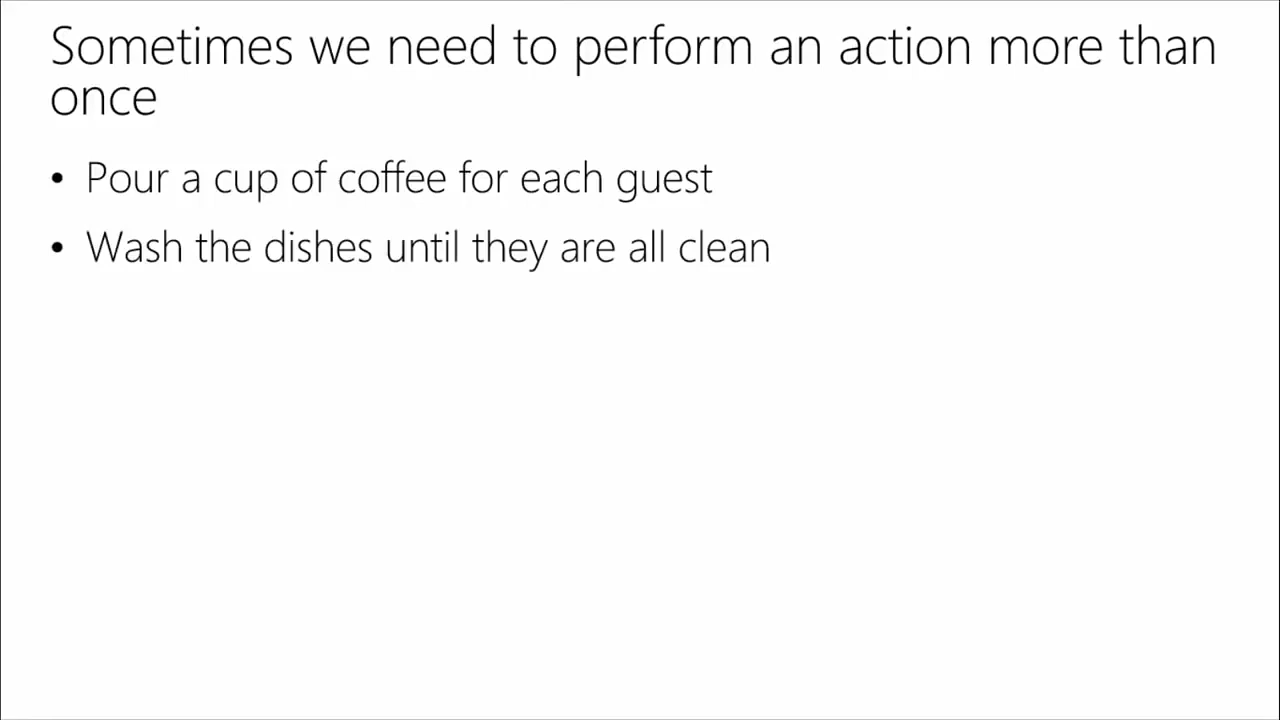 Sometimes we need to perform an action more than
once
• Pour a cup of coffee for each guest
• Wash the dishes until they are all clean